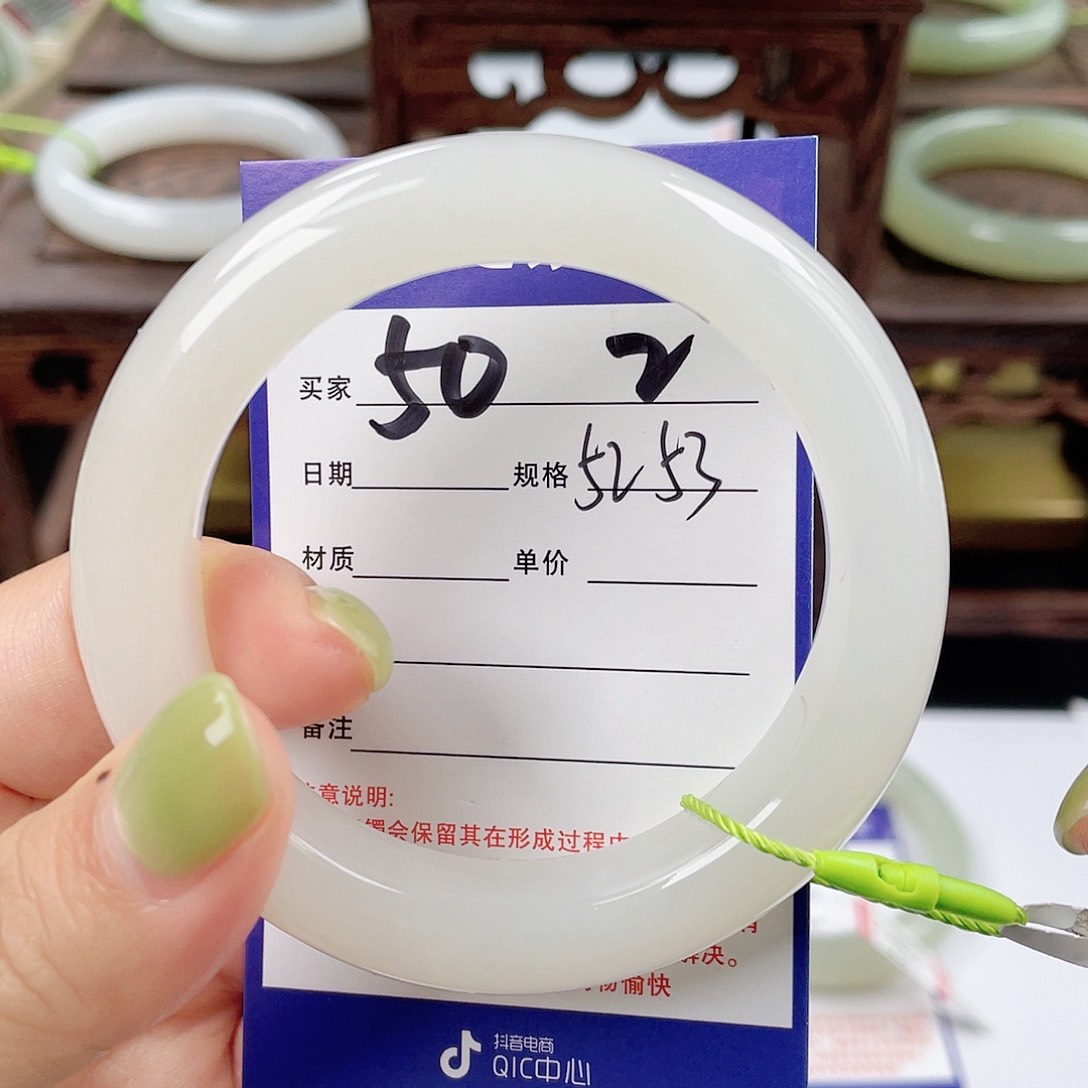 买家 50 2
日期 规格 52 53
材质 单价
备注
意说明:
镯会保留其在形成过程中
解决。
愉快
抖音电商
QIC中心